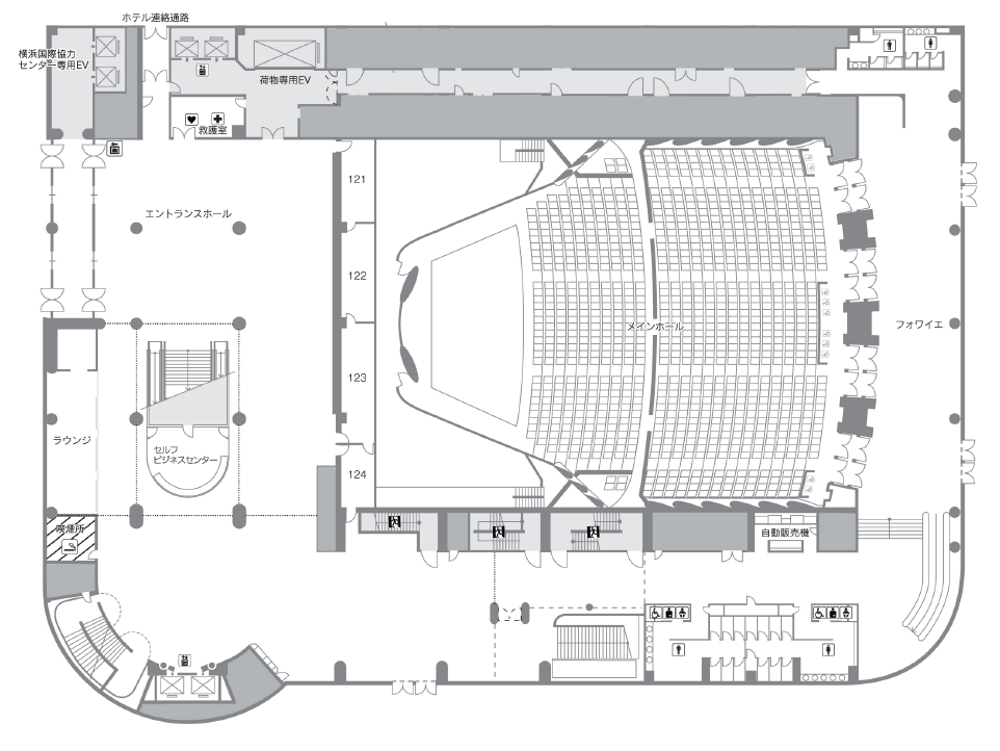 ホテル連絡通路
横浜国際協力
センター専用EV
荷物専用EV
救護室
エントランスホール
121
122
123
124
メインホール
フォワイエ
ラウンジ
セルフ
ビジネスセンター
喫煙所
自動販売機